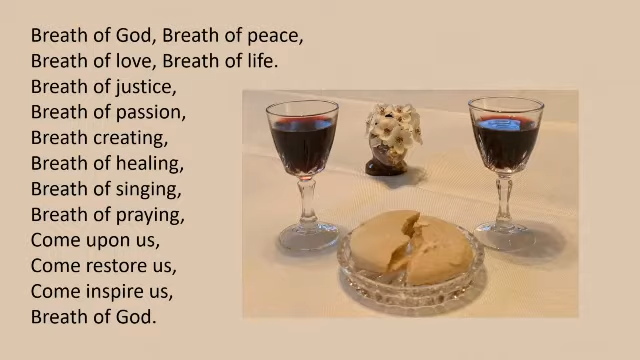 Breath of God, Breath of peace,
Breath of love, Breath of life.
Breath of justice,
Breath of passion,
Breath creating,
Breath of healing,
Breath of singing,
Breath of praying,
Come upon us,
Come restore us,
Come inspire us,
Breath of God.